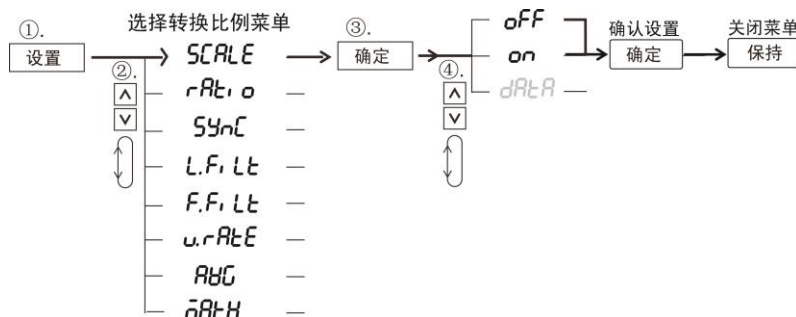 选择转换比例菜单
①.
设置
②.
SCALE
rAtio
SYnC
L.FiLt
F.FiLt
u.rAtE
AVG
mAtH
③.
确定
④.
oFF
on
dAtA
确认设置
确定
关闭菜单
保持